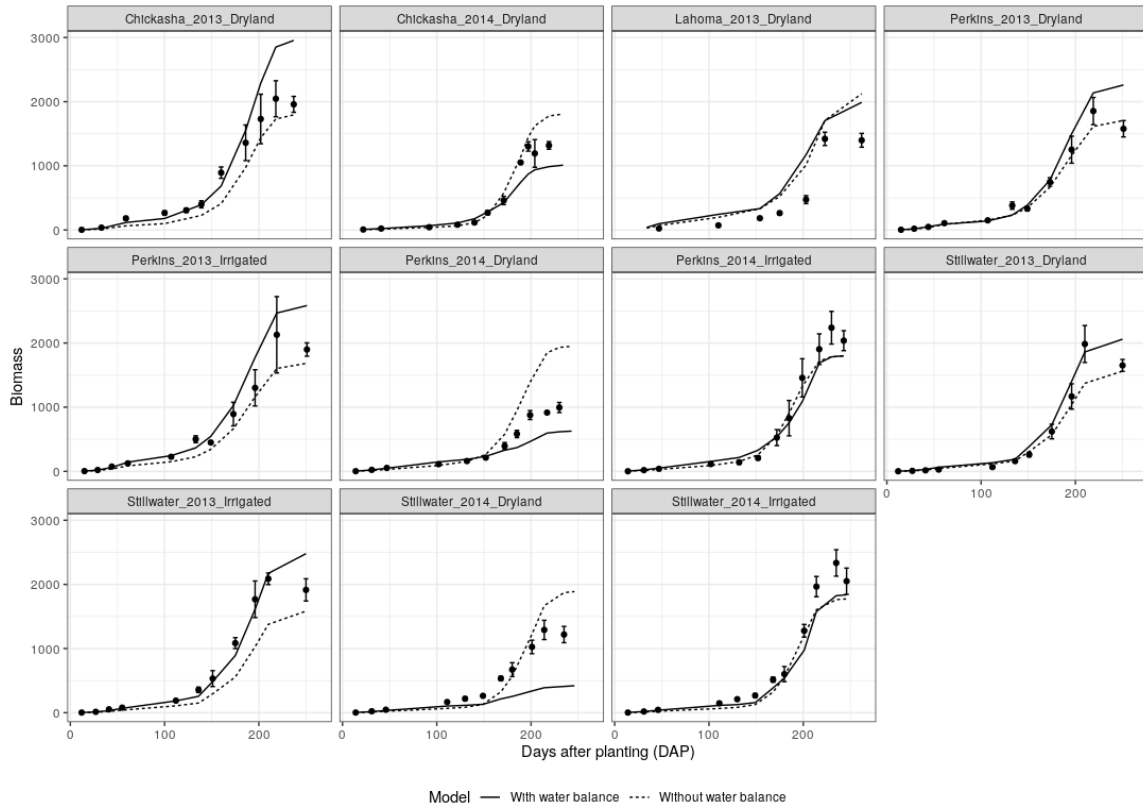 Chickasha_2013_Dryland Chickasha_2014_Dryland Lahoma_2013_Dryland Perkins_2013_Dryland
3000
2000
1000
0
Perkins_2013_Irrigated Perkins_2014_Dryland Perkins_2014_Irrigated Stillwater_2013_Dryland
3000
2000
1000
0
Biomass
0 100 200
Stillwater_2013_Irrigated Stillwater_2014_Dryland Stillwater_2014_Irrigated
3000
2000
1000
0
0 100 200 0 100 200 0 100 200
Days after planting (DAP)
Model With water balance Without water balance